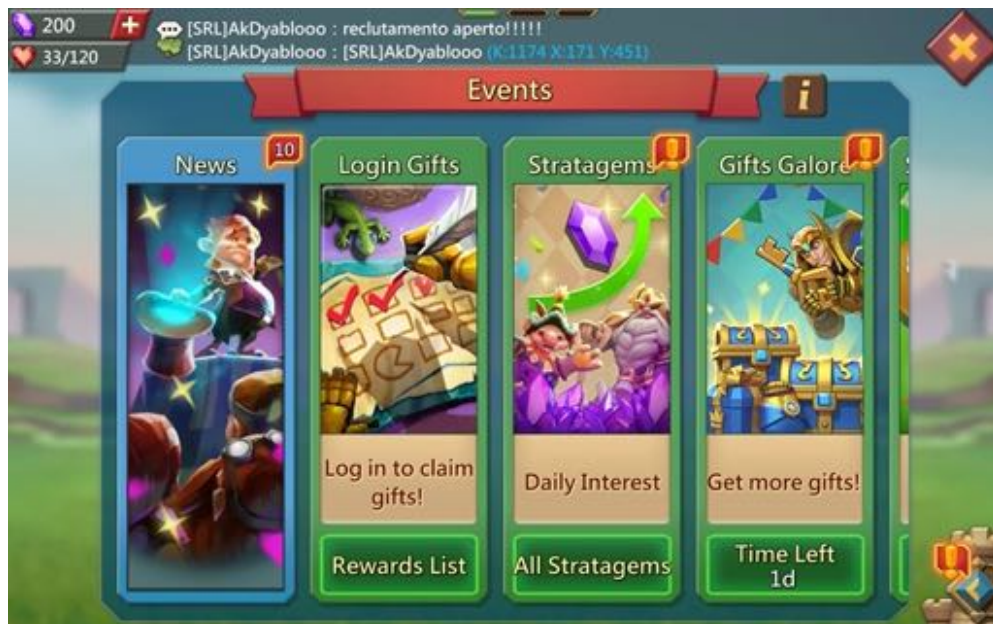 200
[SRL]AkDyablooo : reclutamento aperto!!!!!
33/120
[SRL]AkDyablooo : [SRL]AkDyablooo (K:1174 X:171 Y:451)
Events
i
News
10
Login Gifts
Stratagems
Gifts Galore
Log in to claim
gifts!
Daily Interest
Get more gifts!
Rewards List
All Stratagems
Time Left
1d